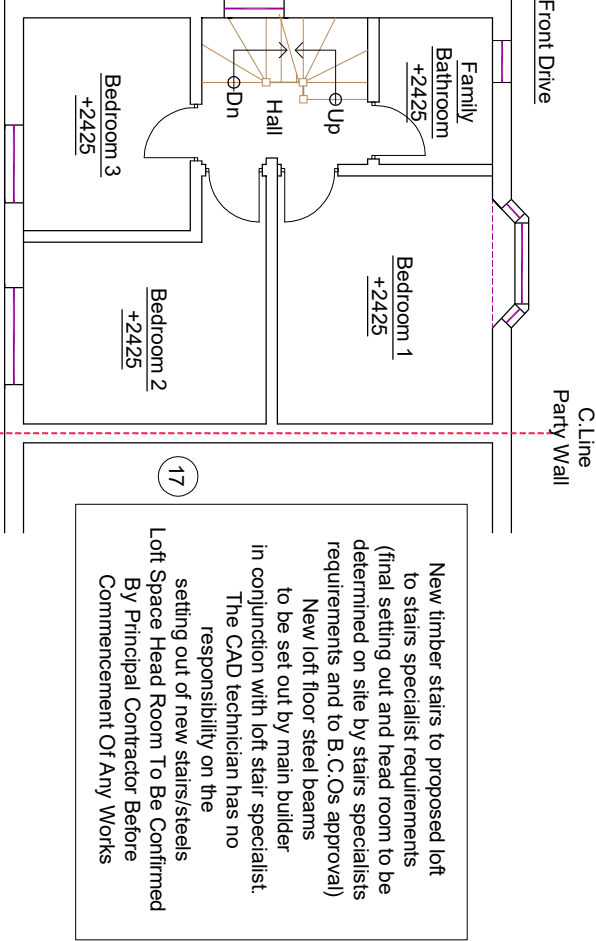 Front Drive
C.Line
Party Wall
Family
Bathroom
+2425
Up
Hall
Dn
Bedroom 3
+2425
Bedroom 1
+2425
Bedroom 2
+2425
17
New timber stairs to proposed loft
to stairs specialist requirements
(final setting out and head room to be
determined on site by stairs specialists
requirements and to B.C.Os approval)
New loft floor steel beams
to be set out by main builder
in conjunction with loft stair specialist.
The CAD technician has no
responsibility on the
setting out of new stairs/steels
Loft Space Head Room To Be Confirmed
By Principal Contractor Before
Commencement Of Any Works